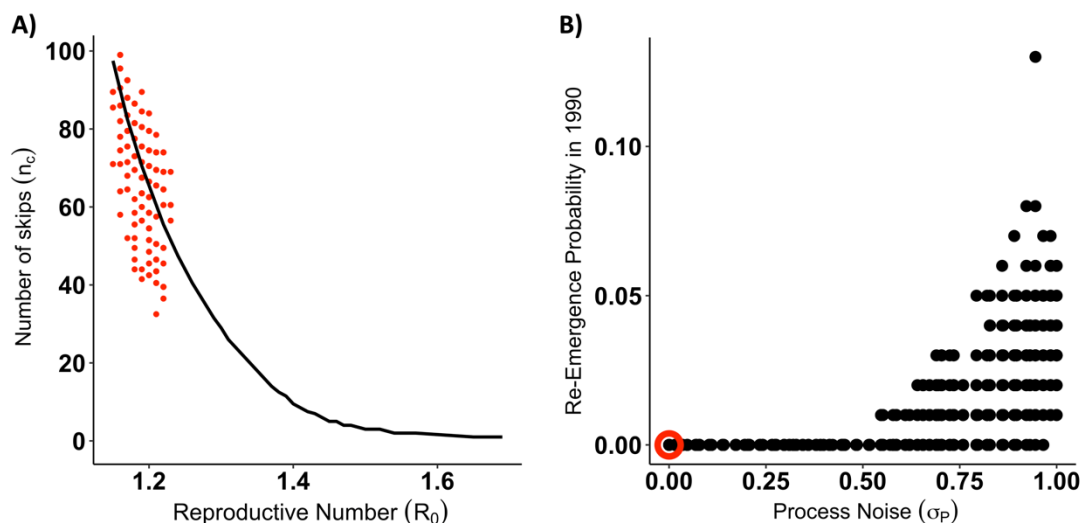 A)
Number of skips (nc)
100
80
60
40
20
0
1.2
1.4
1.6
Reproductive Number (R0)
B)
Re-Emergence Probability in 1990
0.10
0.05
0.00
0.00
0.25
0.50
0.75
1.00
Process Noise (σP)